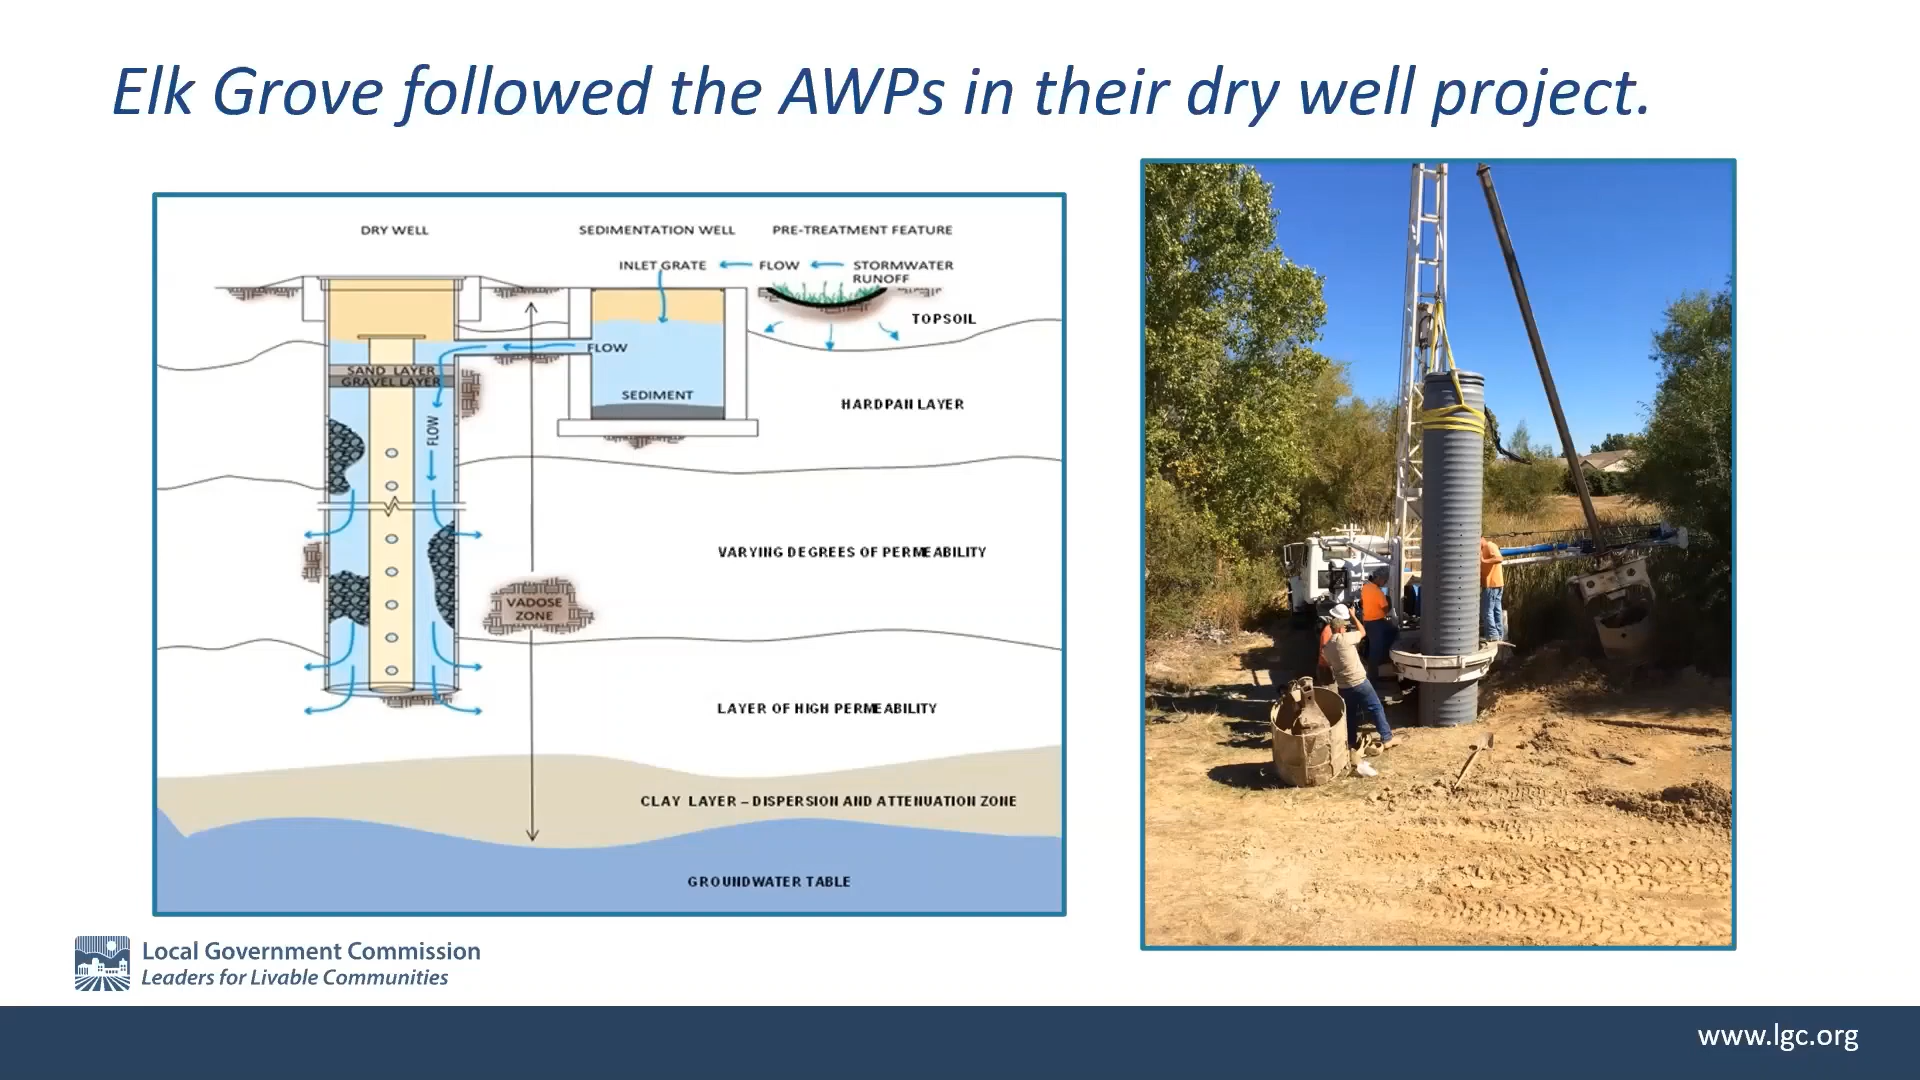 Elk Grove followed the AWPs in their dry well project.
DRY WELL
SEDIMENTATION WELL
PRE-TREATMENT FEATURE
INLET GRATE
FLOW
STORMWATER
RUNOFF
TOPSOIL
FLOW
SAND LAYER
GRAVEL LAYER
SEDIMENT
HARDPAN LAYER
FLOW
VARYING DEGREES OF PERMEABILITY
VADOSE
ZONE
LAYER OF HIGH PERMEABILITY
CLAY LAYER – DISPERSION AND ATTENUATION ZONE
GROUNDWATER TABLE
Local Government Commission
Leaders for Livable Communities
www.lgc.org